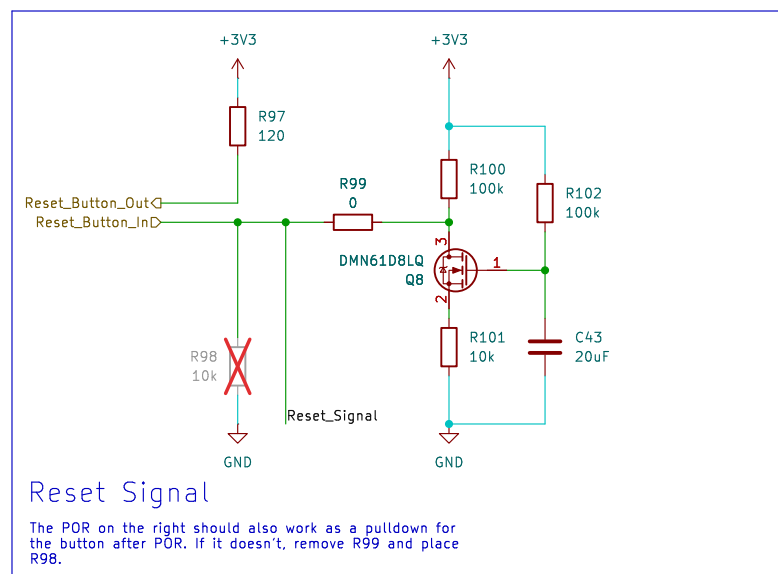 +3V3
+3V3
R97
120
R100
100k
R99
0
R102
100k
Reset_Button_Out
Reset_Button_In
3
DMN61D8LQ
Q8
1
2
R101
10k
C43
20uF
R98
10k
Reset_Signal
GND
GND
Reset Signal
The POR on the right should also work as a pulldown for
the button after POR. If it doesn't, remove R99 and place
R98.